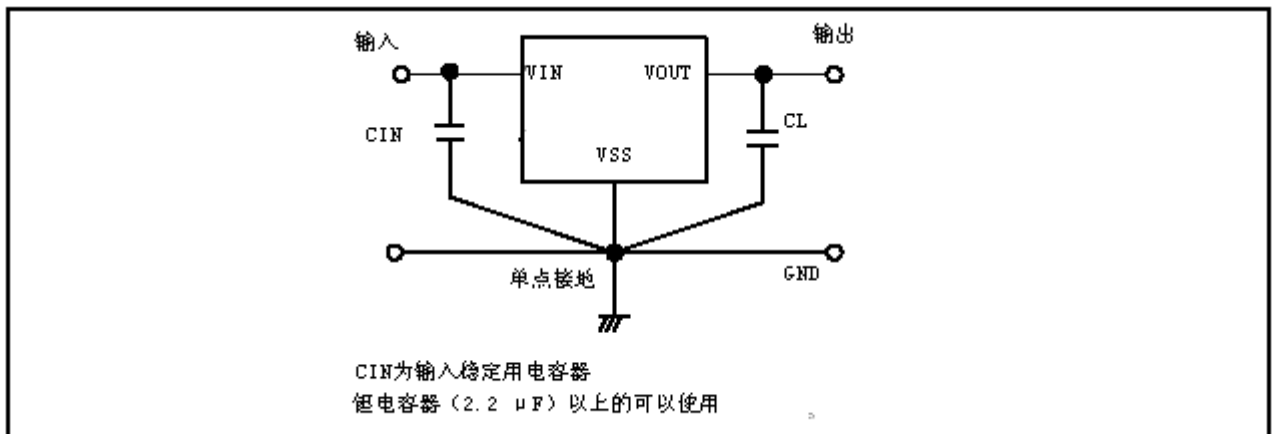 输入
输出
VIN
VOUT
CIN
CL
VSS
单点接地
GND
CIN为输入稳定用电容器
钽电容器（2.2 μF）以上的可以使用